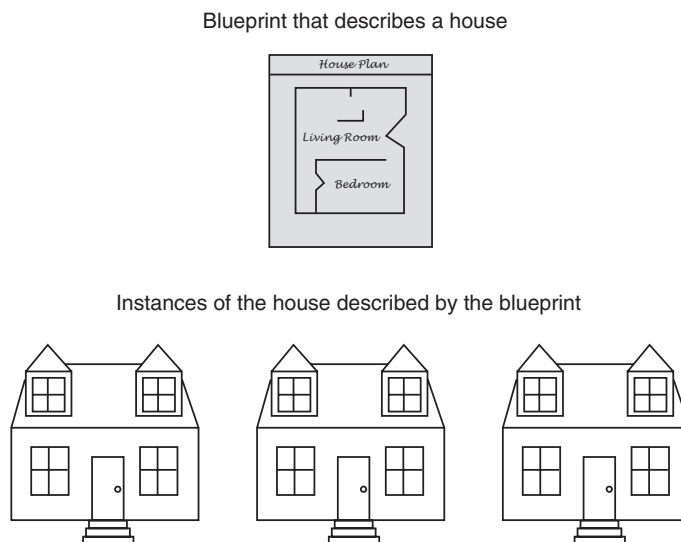 Blueprint that describes a house
House Plan
Living Room
Bedroom
Instances of the house described by the blueprint